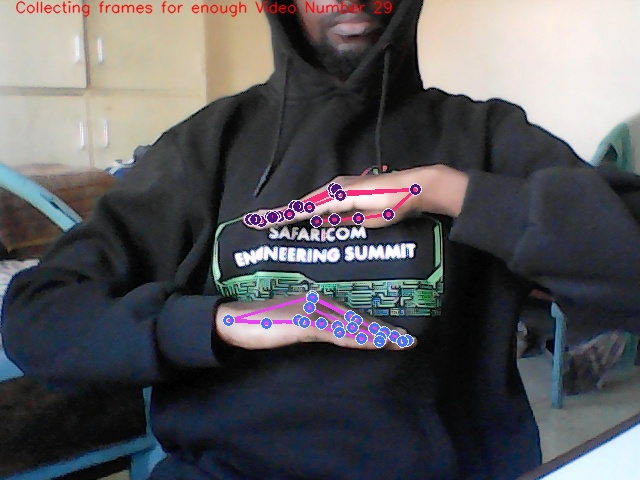 Collecting frames for enough Video Number 29
SAFARICOM
ENGINEERING SUMMIT